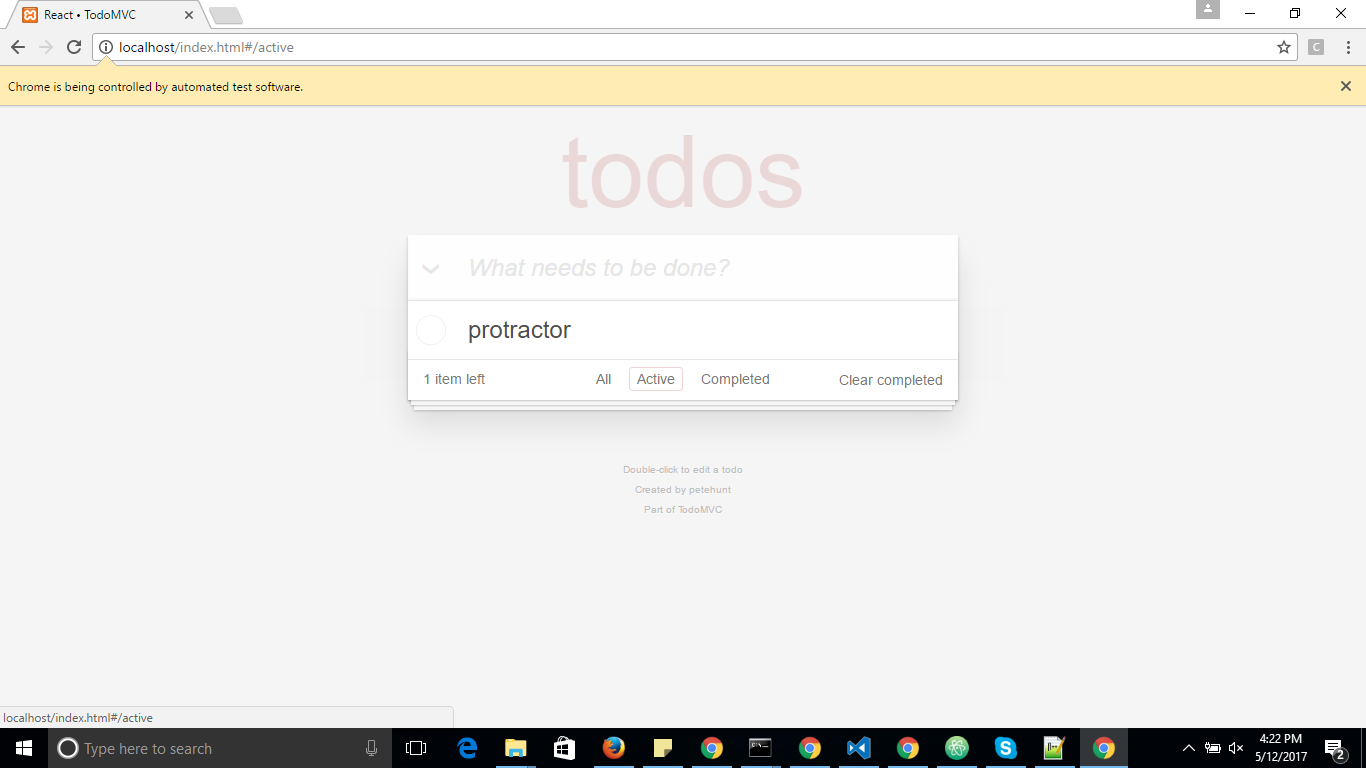 React • TodoMVC
localhost/index.html#/active
C
Chrome is being controlled by automated test software.
todos
What needs to be done?
protractor
1 item left
All
Active
Completed
Clear completed
Double-click to edit a todo
Created by petehunt
Part of TodoMVC
localhost/index.html#/active
Type here to search
4:22 PM
5/12/2017
2